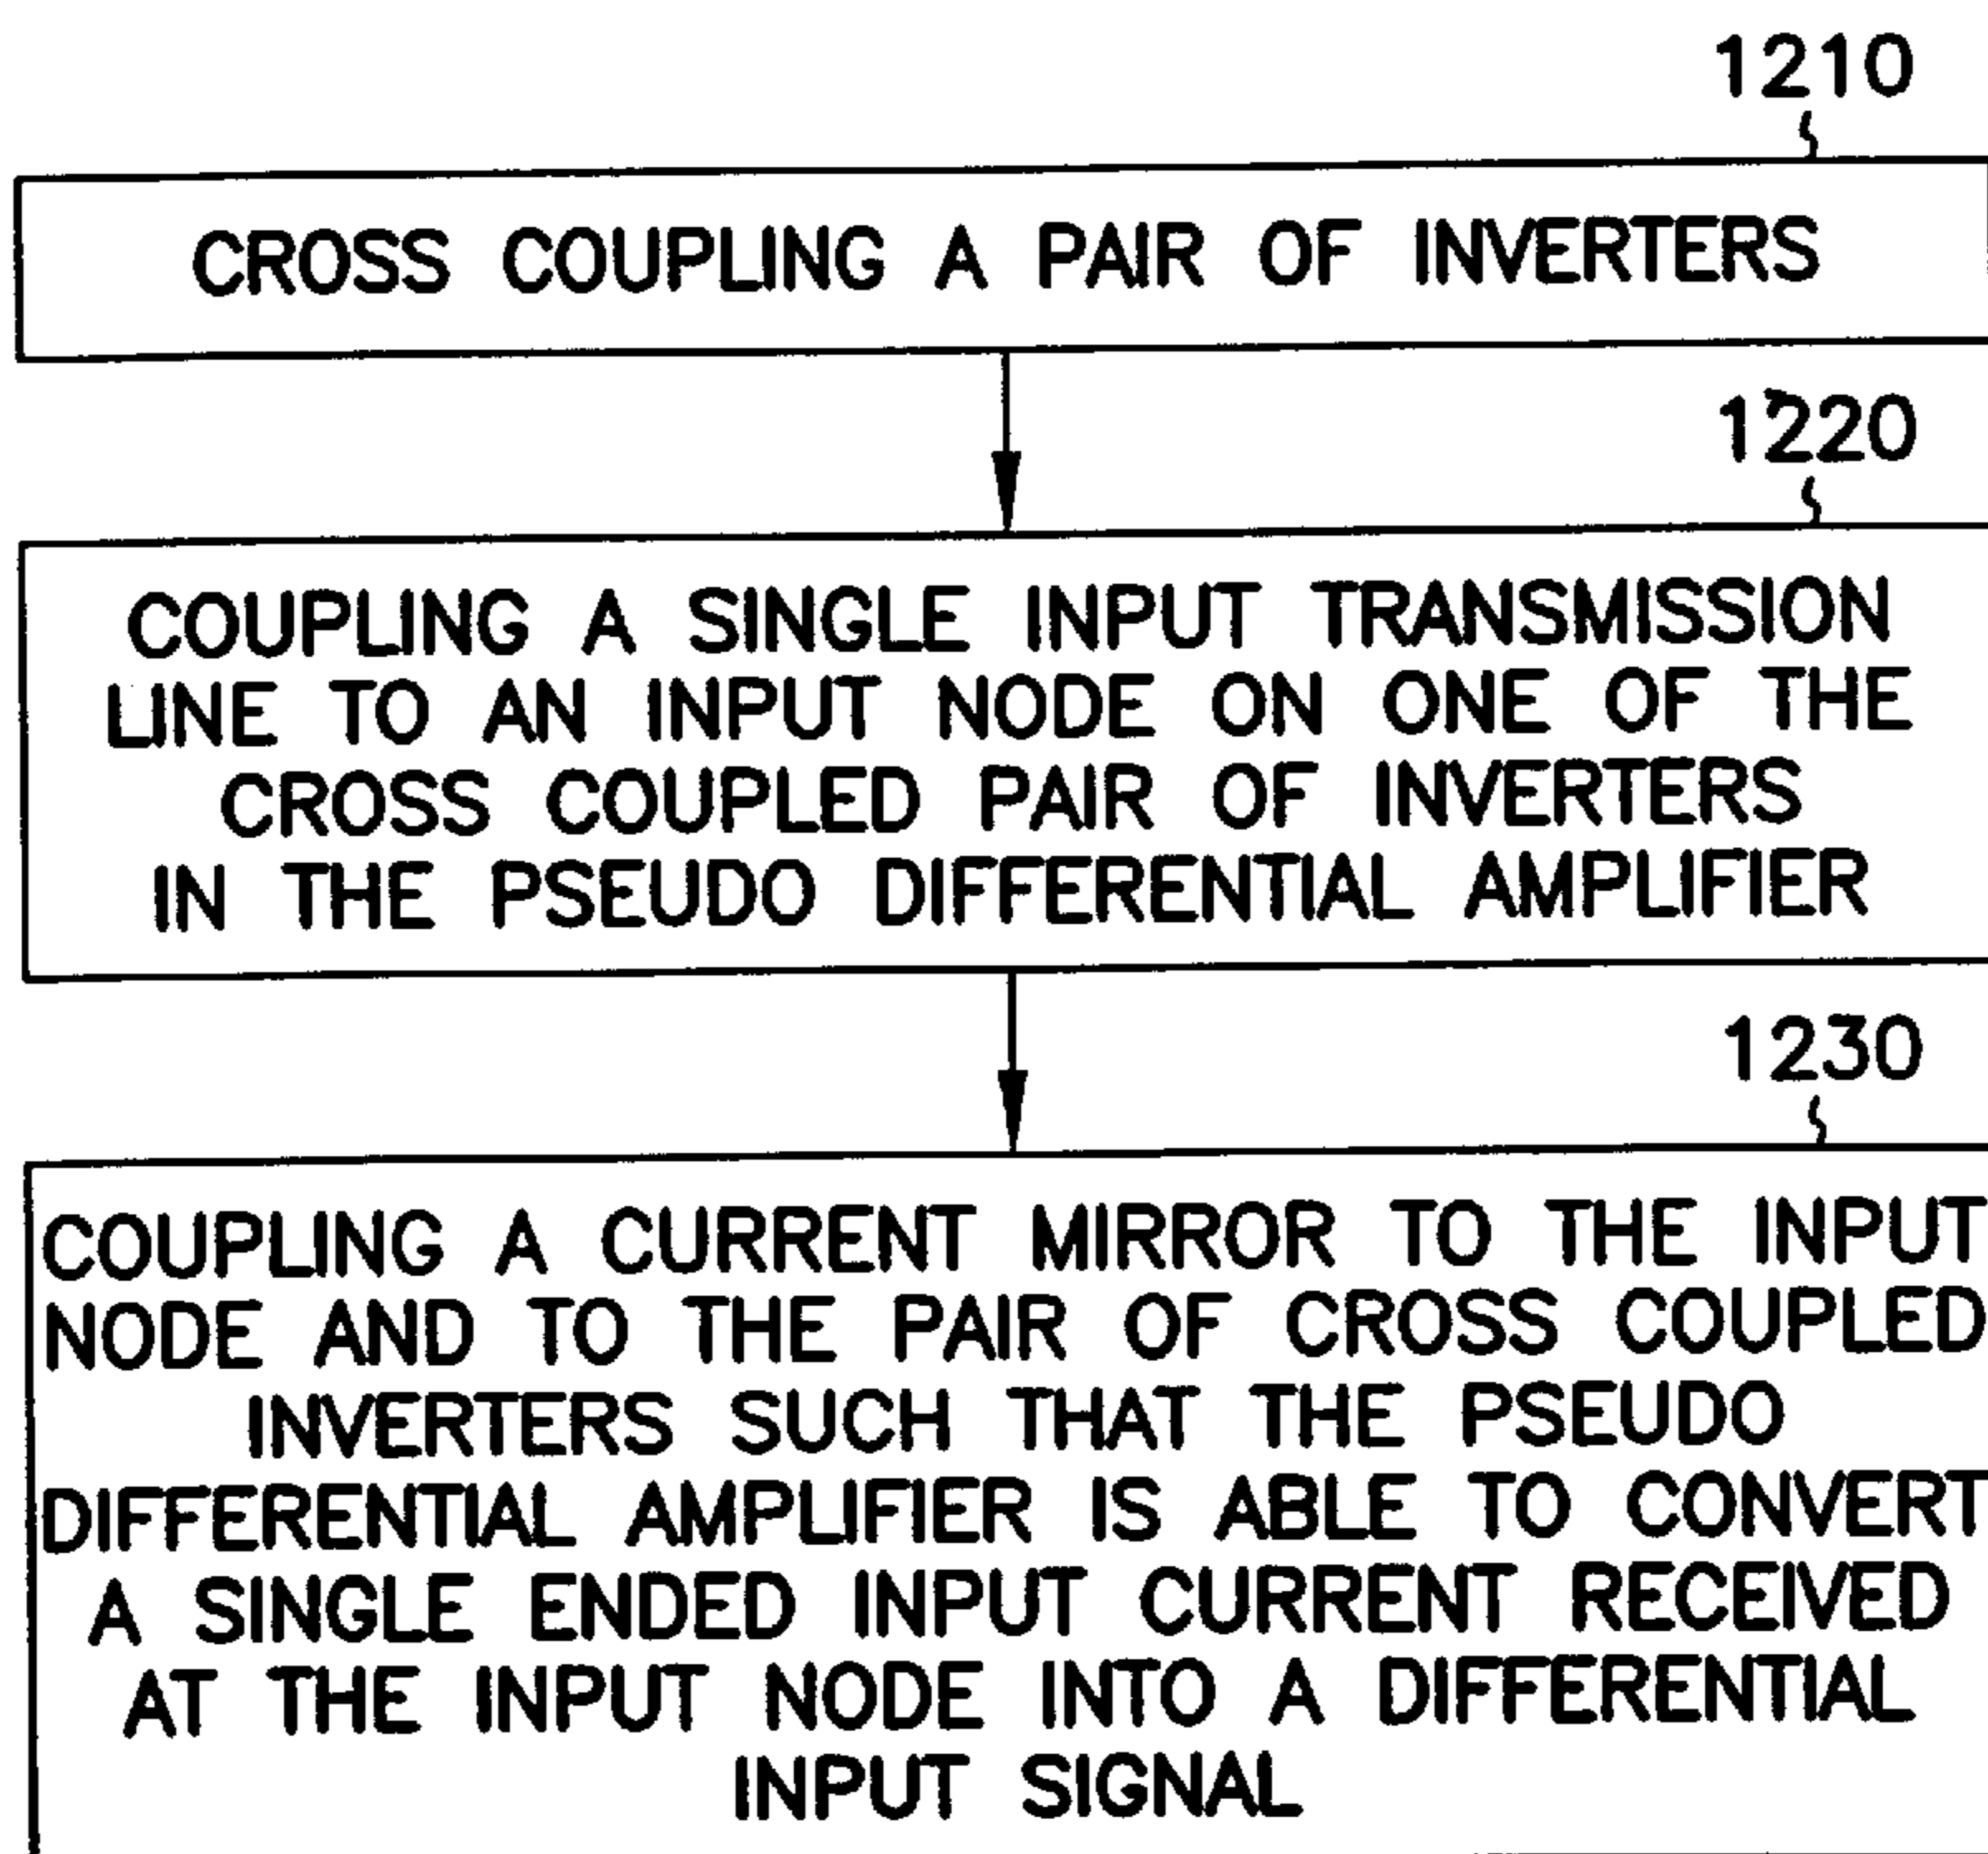 1210
CROSS COUPLING A PAIR OF INVERTERS
1220
COUPLING A SINGLE INPUT TRANSMISSION
LINE TO AN INPUT NODE ON ONE OF THE
CROSS COUPLED PAIR OF INVERTERS
IN THE PSEUDO DIFFERENTIAL AMPLIFIER
1230
COUPLING A CURRENT MIRROR TO THE INPUT
NODE AND TO THE PAIR OF CROSS COUPLED
INVERTERS SUCH THAT THE PSEUDO
DIFFERENTIAL AMPLIFIER IS ABLE TO CONVERT
A SINGLE ENDED INPUT CURRENT RECEIVED
AT THE INPUT NODE INTO A DIFFERENTIAL
INPUT SIGNAL